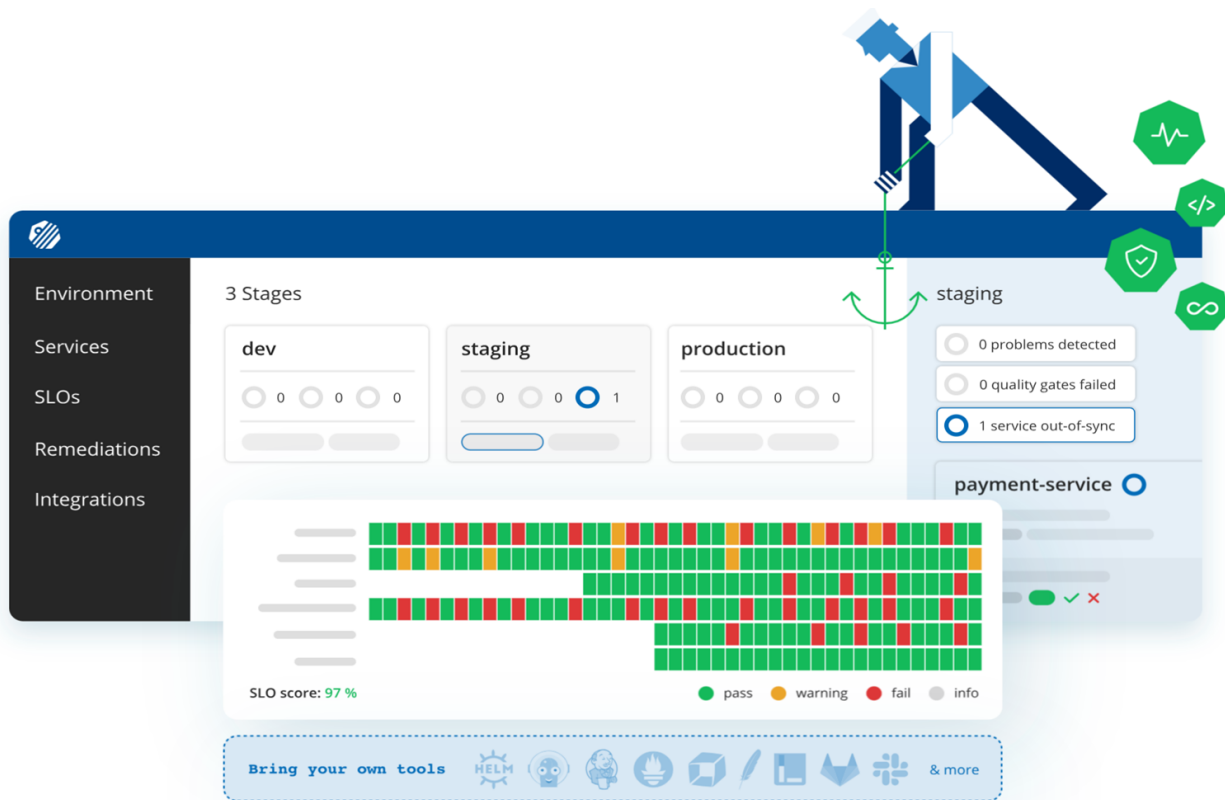 Environment
Services
SLOs
Remediations
Integrations
3 Stages
dev
0 0 0
staging
0 0 1
production
0 0 0
staging
0 problems detected
0 quality gates failed
1 service out-of-sync
payment-service
SLO score: 97 %
pass warning fail info
Bring your own tools
HELM
& more